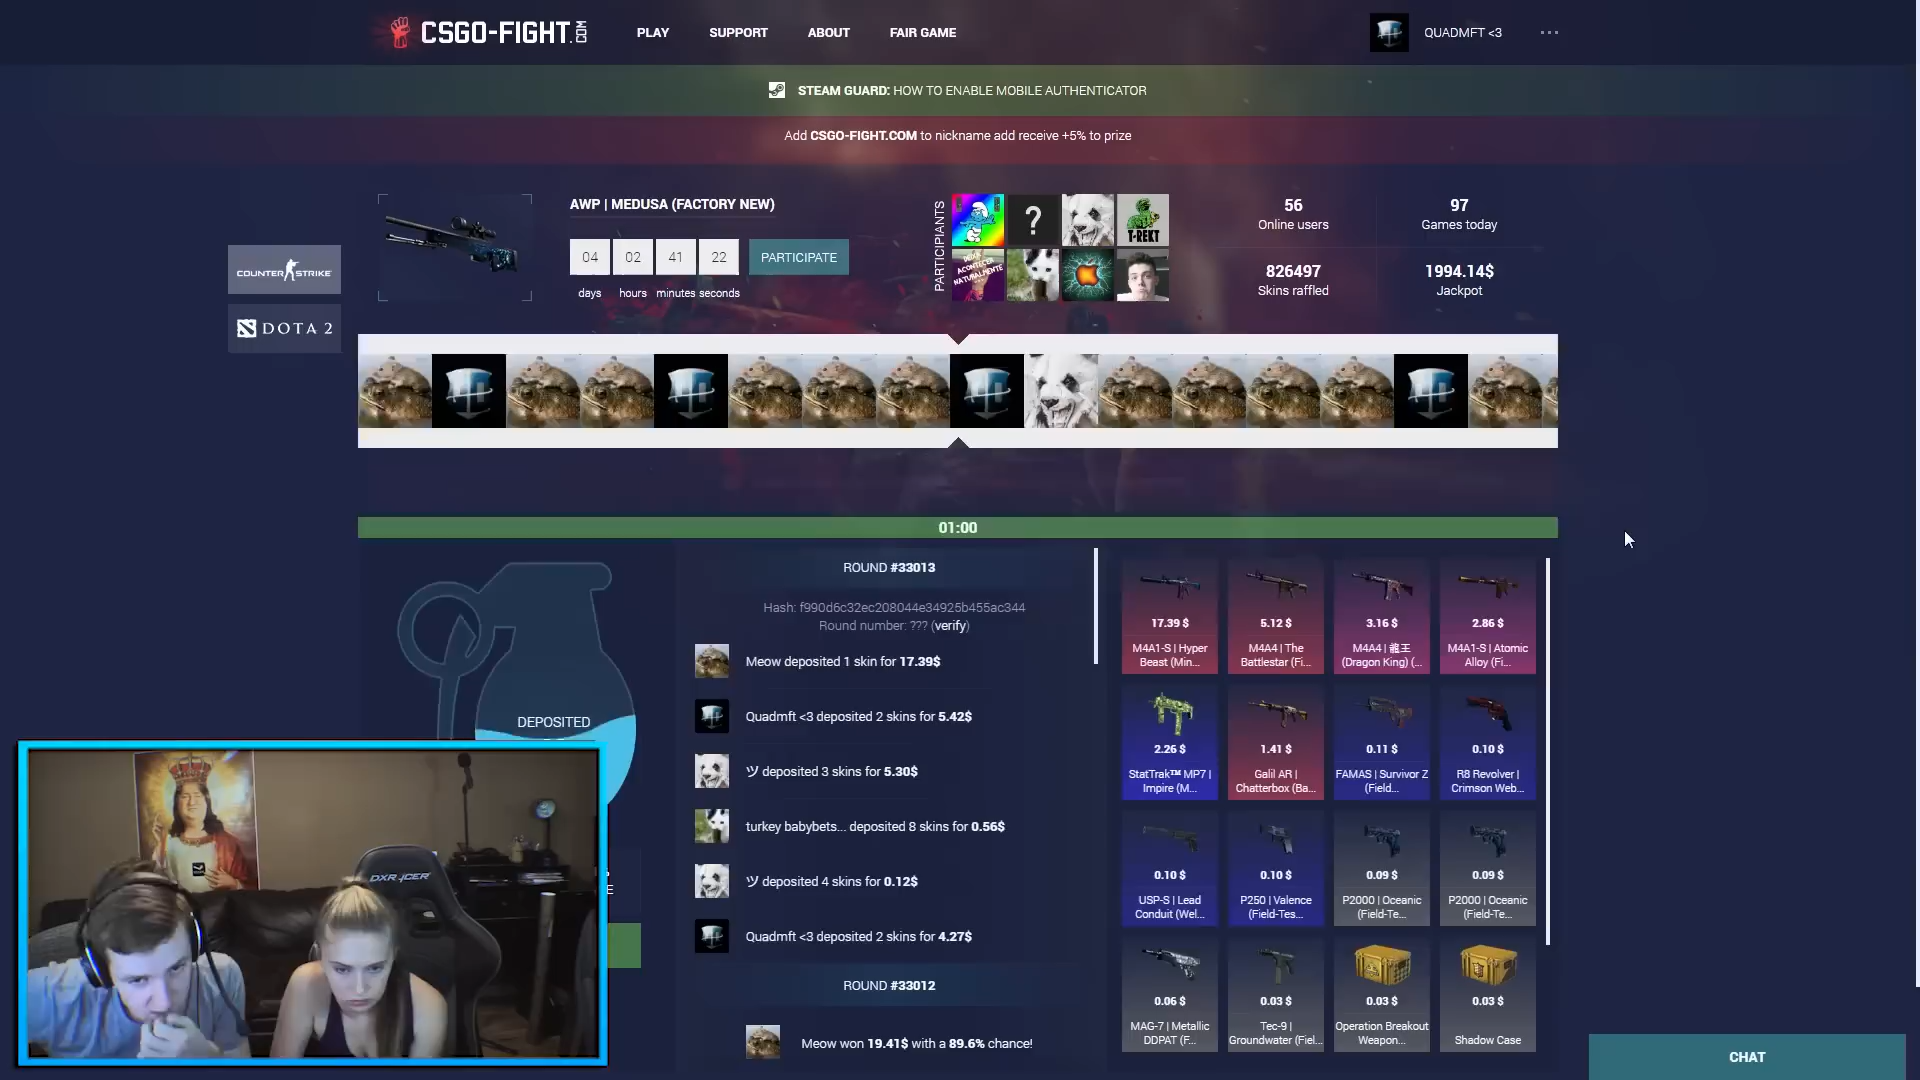 CSGO-FIGHT.COM
PLAY
SUPPORT
ABOUT
FAIR GAME
QUADMFT <3
STEAM GUARD: HOW TO ENABLE MOBILE AUTHENTICATOR
Add CSGO-FIGHT.COM to nickname add receive +5% to prize
COUNTER STRIKE
DOTA 2
AWP | MEDUSA (FACTORY NEW)
04 02 41 22
days hours minutes seconds
PARTICIPATE
PARTICIPIANTS
?
T-REKT
DEIXA
ACONTECER
NATURALMENTE
56
Online users
97
Games today
826497
Skins raffled
1994.14$
Jackpot
01:00
DEPOSITED
E
DXRACER
ROUND #33013
Hash: f990d6c32ec208044e34925b455ac344
Round number: ??? (verify)
Meow deposited 1 skin for 17.39$
Quadmft <3 deposited 2 skins for 5.42$
ツ deposited 3 skins for 5.30$
turkey babybets... deposited 8 skins for 0.56$
ツ deposited 4 skins for 0.12$
Quadmft <3 deposited 2 skins for 4.27$
ROUND #33012
Meow won 19.41$ with a 89.6% chance!
17.39 $
M4A1-S | Hyper
Beast (Min...
5.12 $
M4A4 | The
Battlestar (Fi...
3.16 $
M4A4 | 龍王
(Dragon King) (...
2.86 $
M4A1-S | Atomic
Alloy (Fi...
2.26 $
StatTrak™ MP7 |
Impire (M...
1.41 $
Galil AR |
Chatterbox (Ba...
0.11 $
FAMAS | Survivor Z
(Field...
0.10 $
R8 Revolver |
Crimson Web...
0.10 $
USP-S | Lead
Conduit (Wel...
0.10 $
P250 | Valence
(Field-Tes...
0.09 $
P2000 | Oceanic
(Field-Te...
0.09 $
P2000 | Oceanic
(Field-Te...
0.06 $
MAG-7 | Metallic
DDPAT (F...
0.03 $
Tec-9 |
Groundwater (Fiel...
0.03 $
Operation Breakout
Weapon...
0.03 $
Shadow Case
CHAT